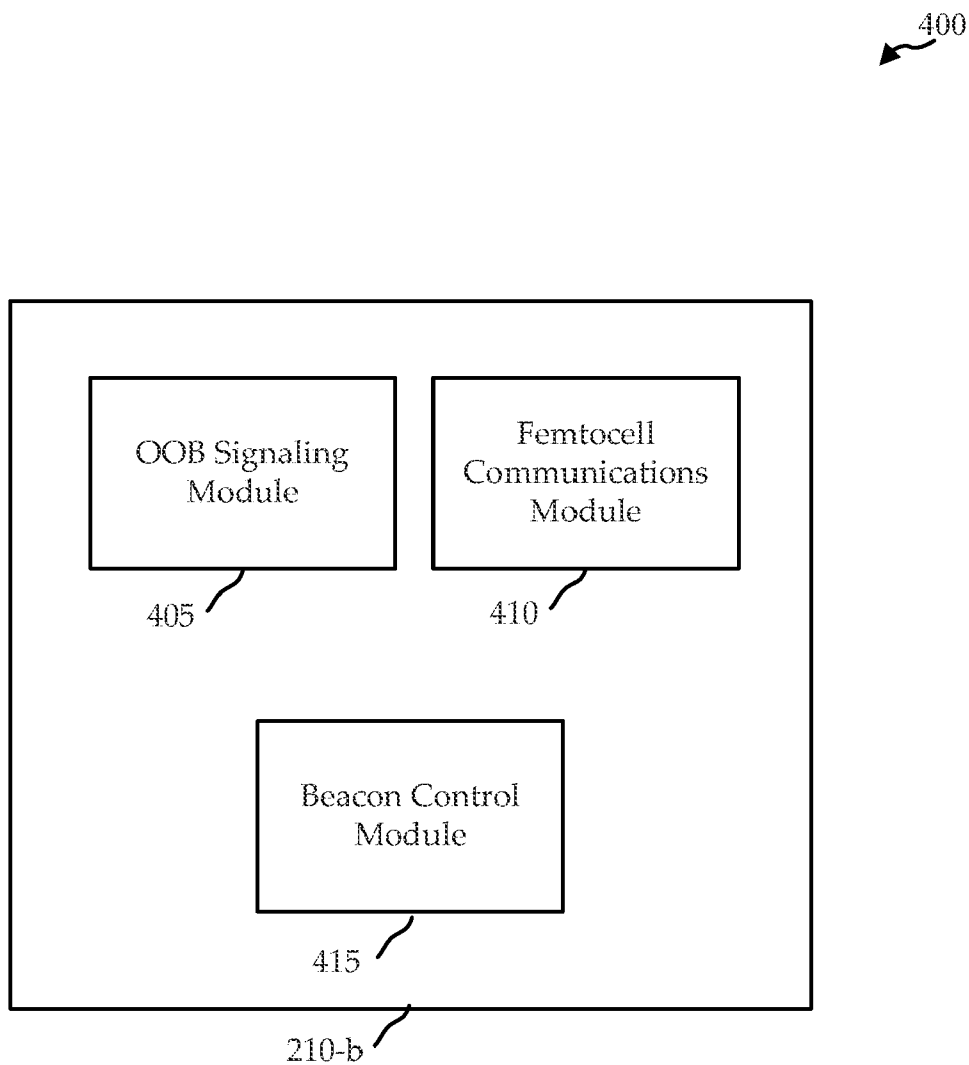 400
OOB Signaling
Module
405
Femtocell
Communications
Module
410
Beacon Control
Module
415
210-b